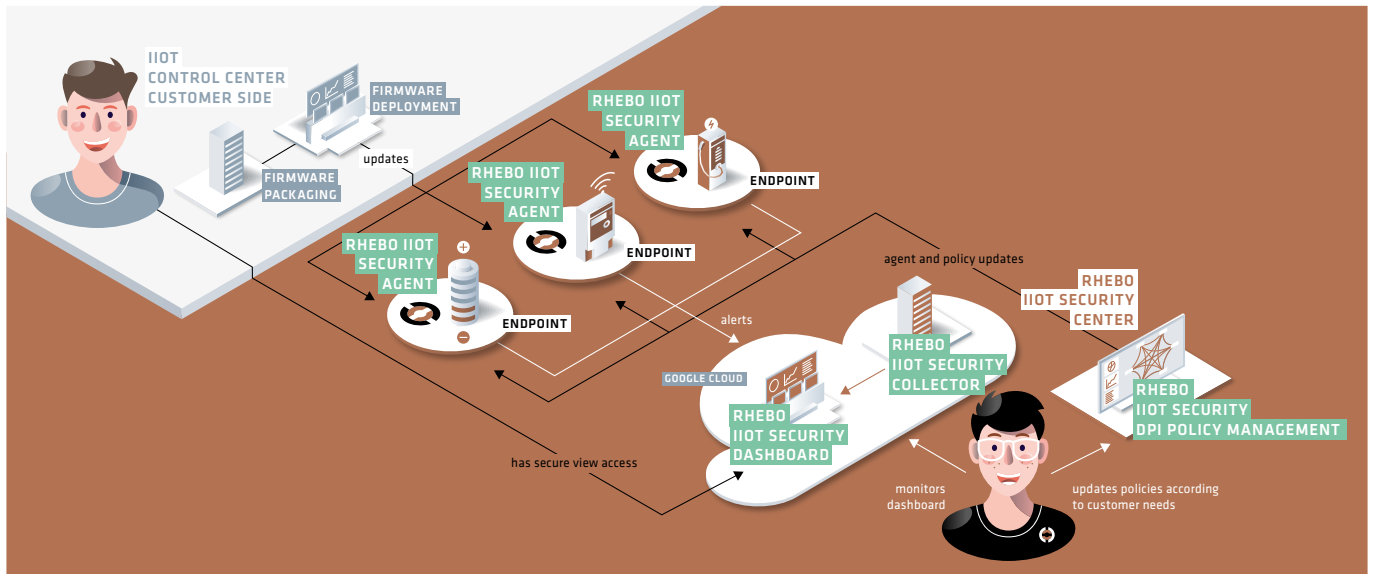 IIOT
CONTROL CENTER
CUSTOMER SIDE
FIRMWARE
DEPLOYMENT
FIRMWARE
PACKAGING
updates
RHEBO IIOT
SECURITY
AGENT
ENDPOINT
RHEBO IIOT
SECURITY
AGENT
ENDPOINT
RHEBO IIOT
SECURITY
AGENT
ENDPOINT
agent and policy updates
RHEBO
IIOT SECURITY
CENTER
alerts
GOOGLE CLOUD
RHEBO
IIOT SECURITY
COLLECTOR
RHEBO
IIOT SECURITY
DASHBOARD
RHEBO
IIOT SECURITY
DPI POLICY MANAGEMENT
has secure view access
monitors
dashboard
updates policies according
to customer needs